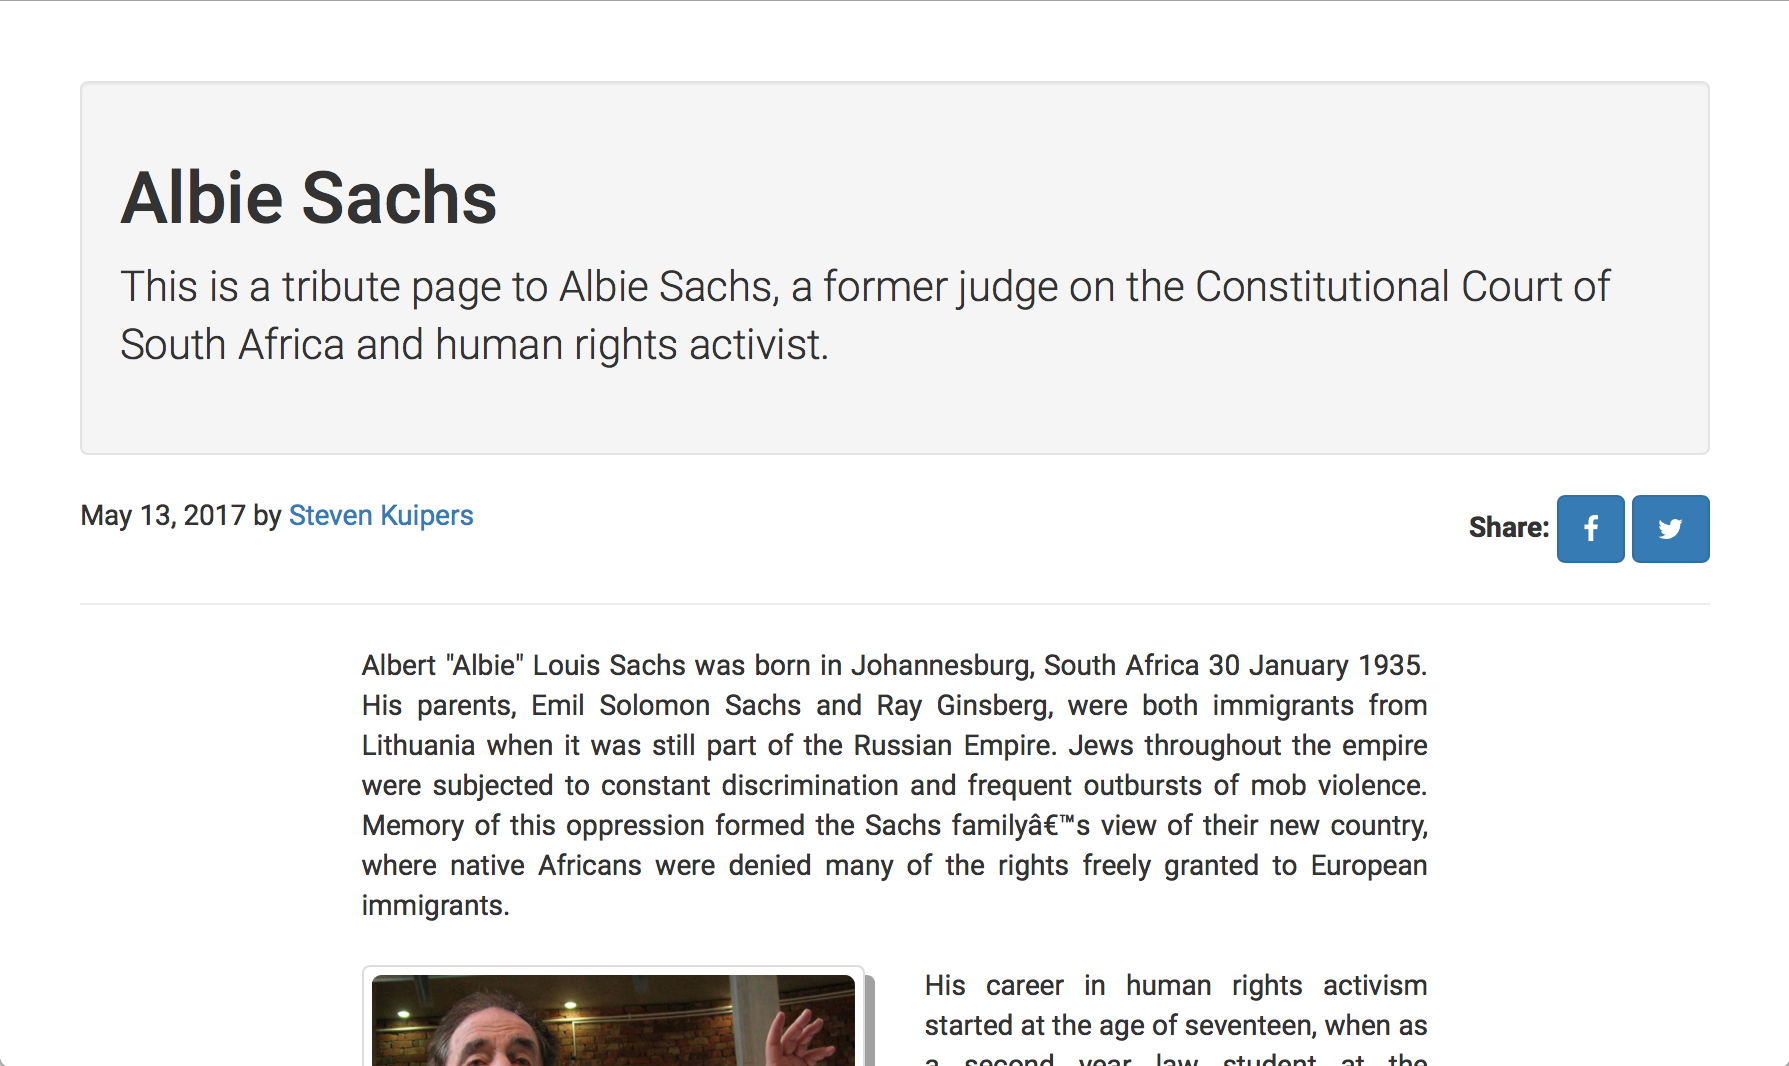 Albie Sachs
This is a tribute page to Albie Sachs, a former judge on the Constitutional Court of
South Africa and human rights activist.
May 13, 2017 by Steven Kuipers
Share:
Albert "Albie" Louis Sachs was born in Johannesburg, South Africa 30 January 1935.
His parents, Emil Solomon Sachs and Ray Ginsberg, were both immigrants from
Lithuania when it was still part of the Russian Empire. Jews throughout the empire
were subjected to constant discrimination and frequent outbursts of mob violence.
Memory of this oppression formed the Sachs familyâ€™s view of their new country,
where native Africans were denied many of the rights freely granted to European
immigrants.
His career in human rights activism
started at the age of seventeen, when as
a second year law student at the